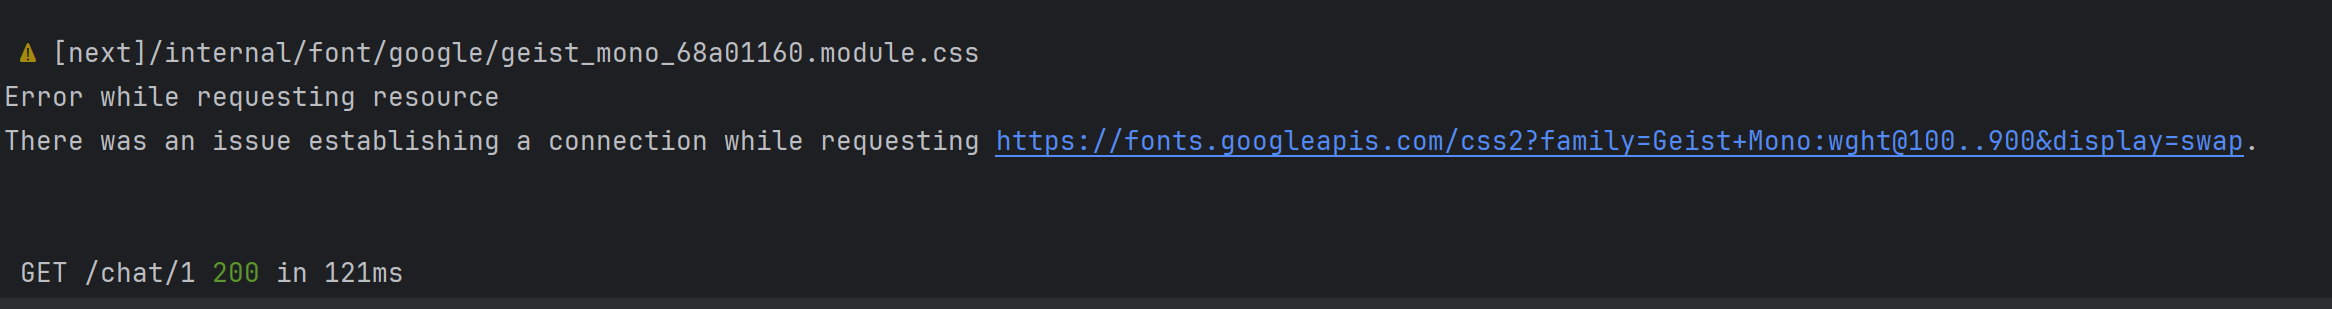 ⚠ [next]/internal/font/google/geist_mono_68a01160.module.css
Error while requesting resource
There was an issue establishing a connection while requesting https://fonts.googleapis.com/css2?family=Geist+Mono:wght@100..900&display=swap.
GET /chat/1 200 in 121ms